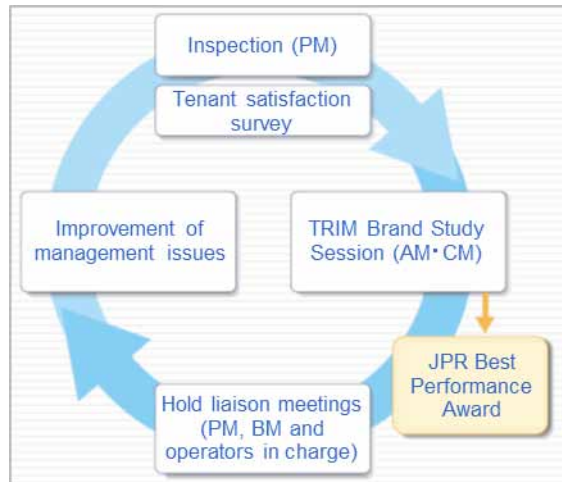 Inspection (PM)
Tenant satisfaction
survey
TRIM Brand Study
Session (AM・CM)
JPR Best
Performance
Award
Hold liaison meetings
(PM, BM and
operators in charge)
Improvement of
management issues